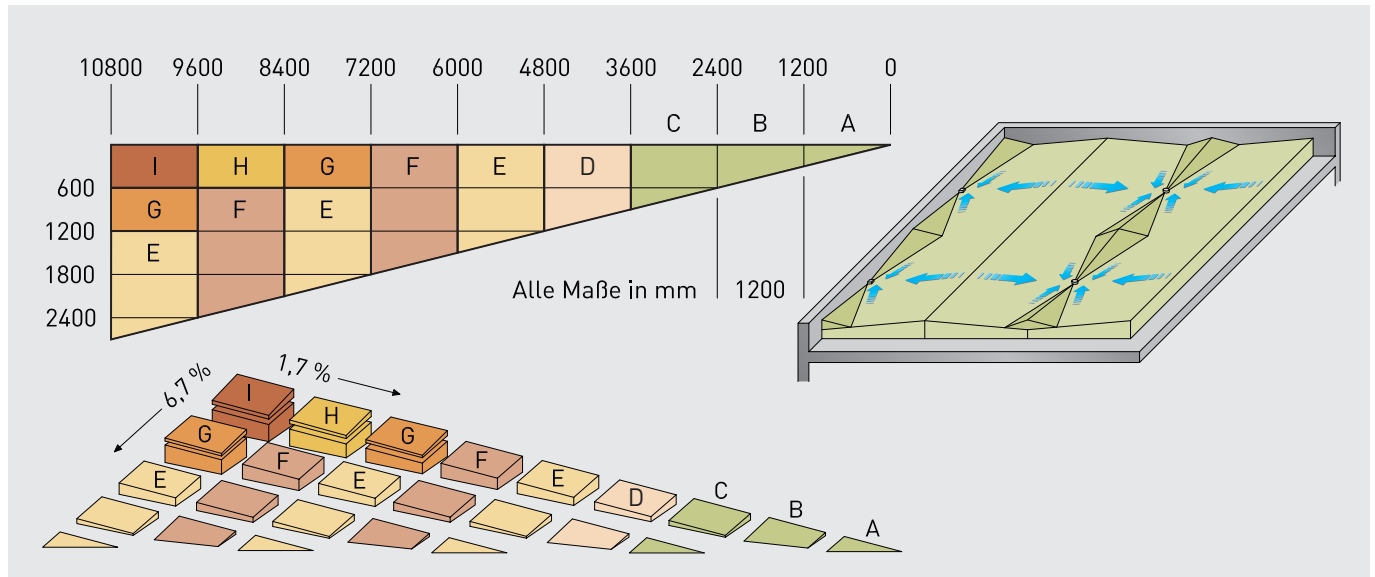 10800 9600 8400 7200 6000 4800 3600 2400 1200 0
C B A
I H G F E D
600
G F E
1200
E
1800
Alle Maße in mm 1200
2400
1,7 %
6,7 %
I
H
G G
F F
E E E
D C B A